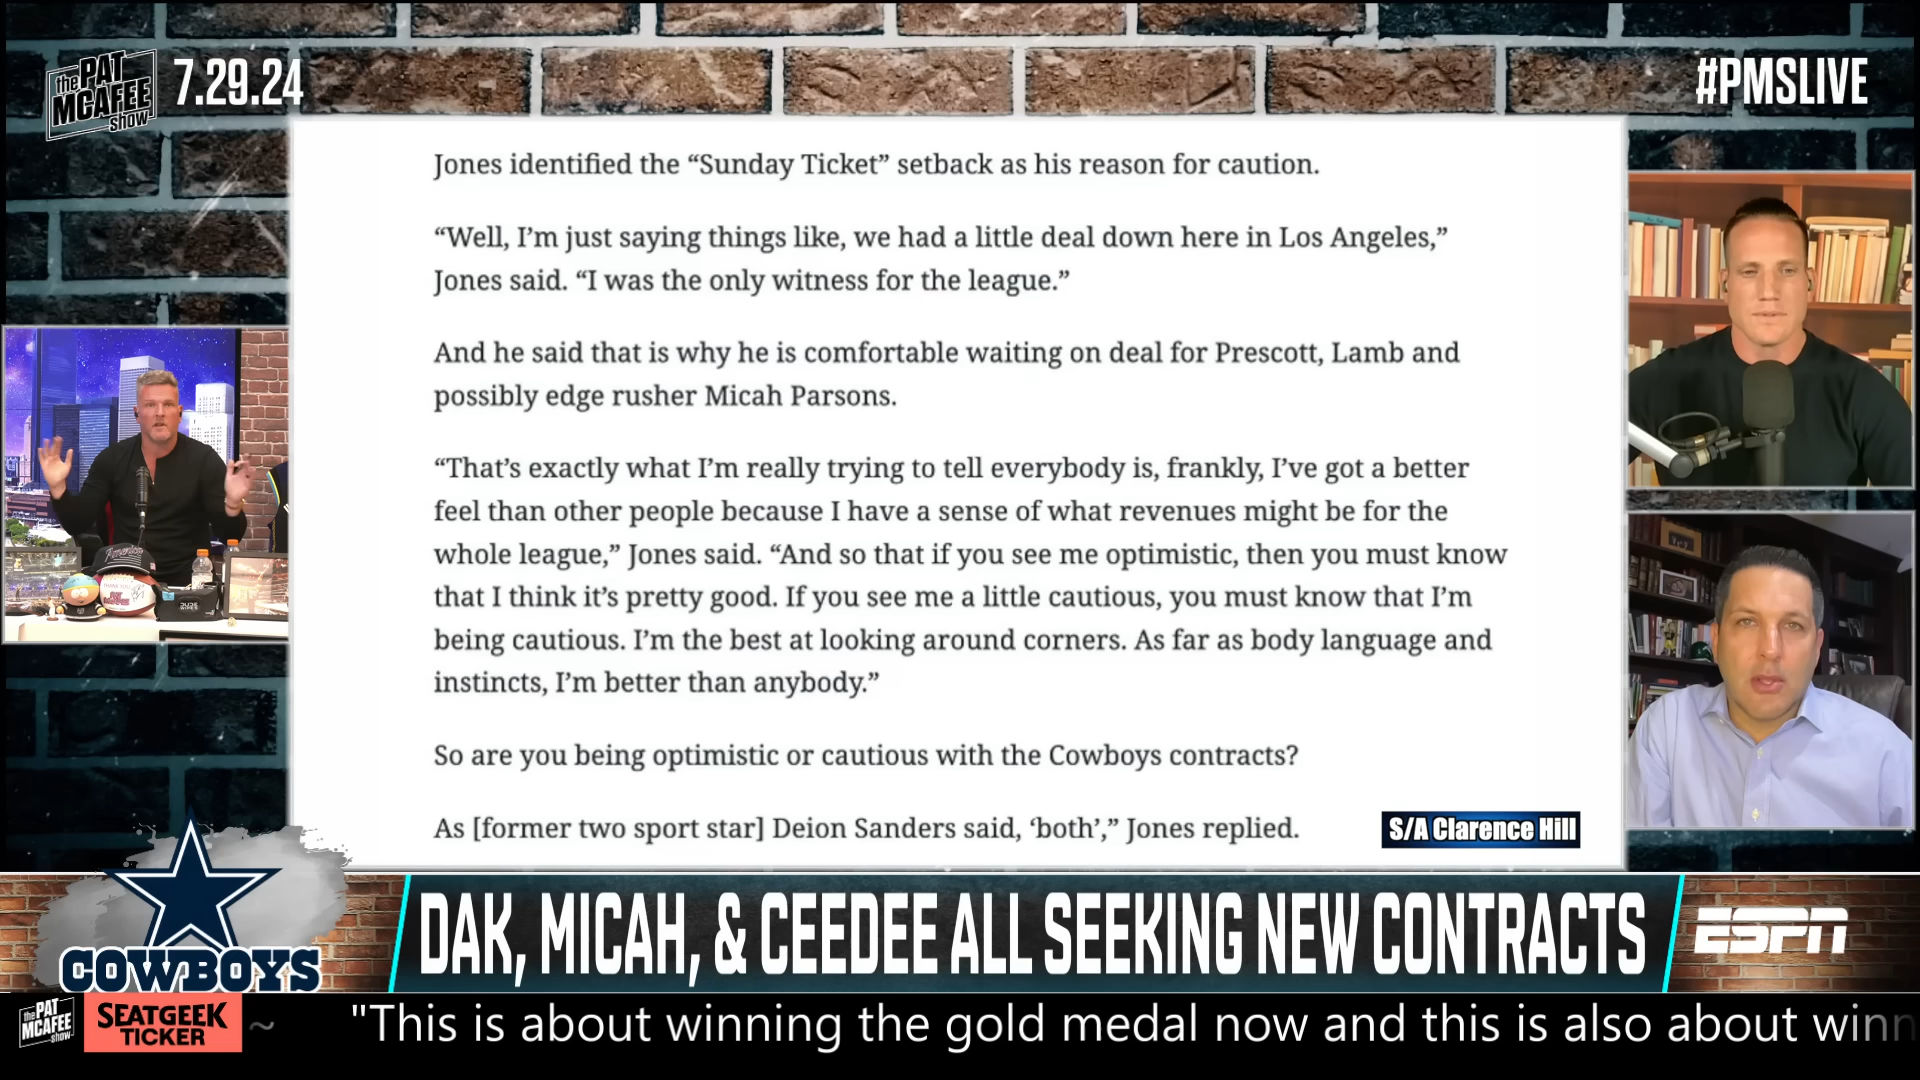 the PAT MCAFEE show
7.29.24
#PMSLIVE
Jones identified the “Sunday Ticket” setback as his reason for caution.
“Well, I’m just saying things like, we had a little deal down here in Los Angeles,”
Jones said. “I was the only witness for the league.”
And he said that is why he is comfortable waiting on deal for Prescott, Lamb and
possibly edge rusher Micah Parsons.
“That’s exactly what I’m really trying to tell everybody is, frankly, I’ve got a better
feel than other people because I have a sense of what revenues might be for the
whole league,” Jones said. “And so that if you see me optimistic, then you must know
that I think it’s pretty good. If you see me a little cautious, you must know that I’m
being cautious. I’m the best at looking around corners. As far as body language and
instincts, I’m better than anybody.”
So are you being optimistic or cautious with the Cowboys contracts?
As [former two sport star] Deion Sanders said, ‘both’,” Jones replied.
S/A Clarence Hill
COWBOYS
DAK, MICAH, & CEEDEE ALL SEEKING NEW CONTRACTS
ESPN
the PAT MCAFEE show
SEATGEEK
TICKER
~ "This is about winning the gold medal now and this is also about winn